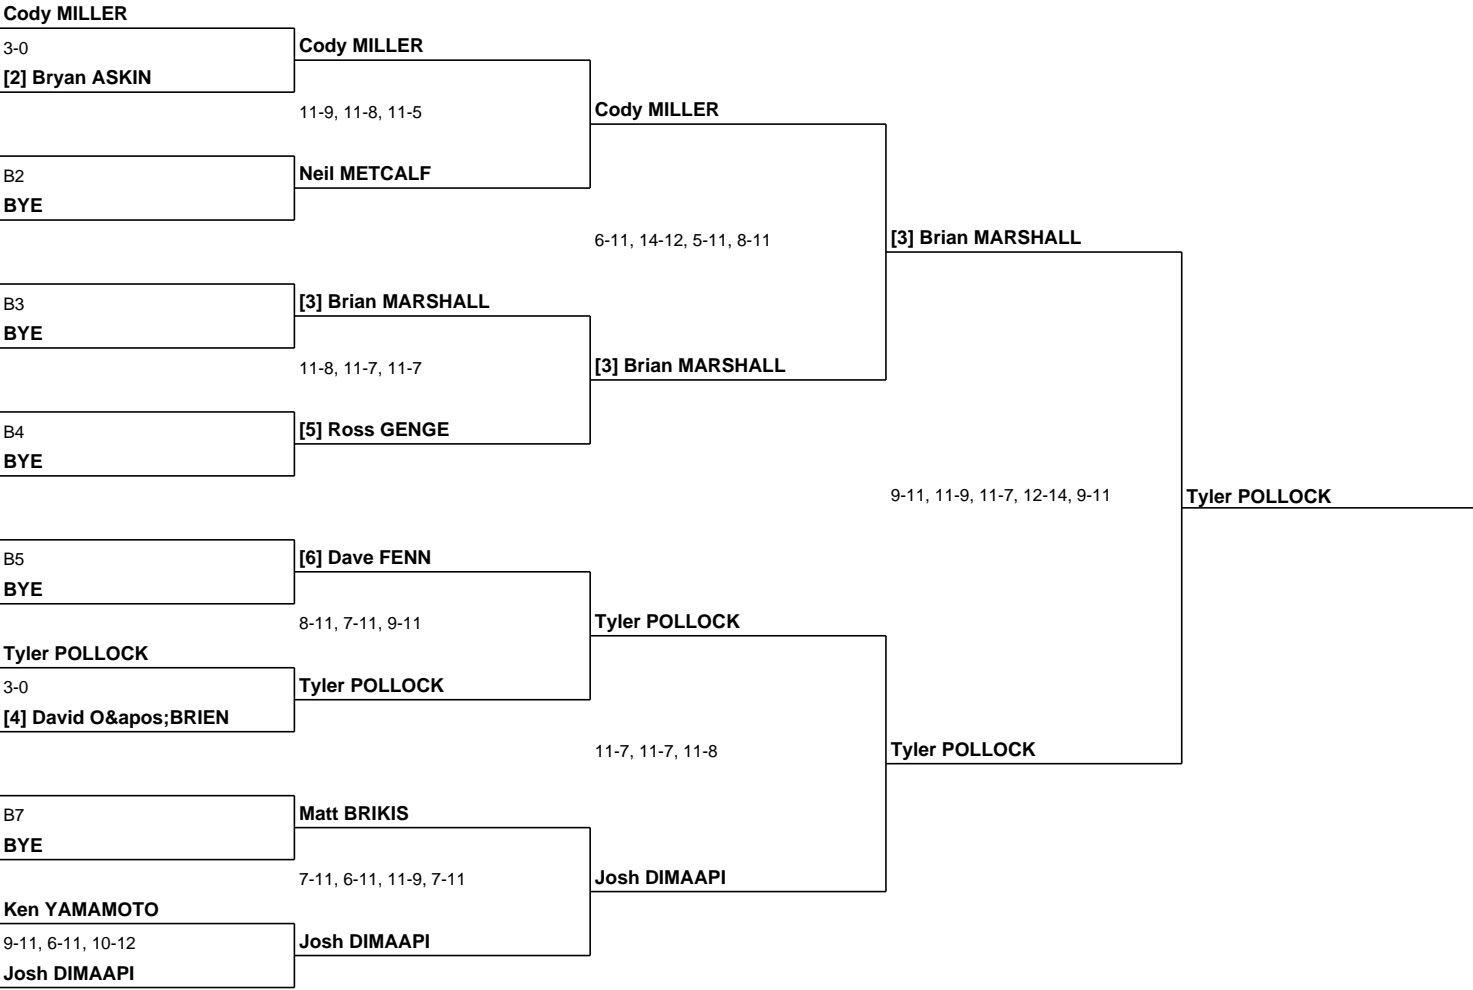 Cody MILLER
3-0
[2] Bryan ASKIN
B2
BYE
B3
BYE
B4
BYE
B5
BYE
Tyler POLLOCK
3-0
[4] David O&apos;BRIEN
B7
BYE
Ken YAMAMOTO
9-11, 6-11, 10-12
Josh DIMAAPI
Cody MILLER
11-9, 11-8, 11-5
Neil METCALF
[3] Brian MARSHALL
11-8, 11-7, 11-7
[5] Ross GENGE
[6] Dave FENN
8-11, 7-11, 9-11
Tyler POLLOCK
Matt BRIKIS
7-11, 6-11, 11-9, 7-11
Josh DIMAAPI
Cody MILLER
6-11, 14-12, 5-11, 8-11
[3] Brian MARSHALL
Tyler POLLOCK
11-7, 11-7, 11-8
Josh DIMAAPI
[3] Brian MARSHALL
9-11, 11-9, 11-7, 12-14, 9-11
Tyler POLLOCK
Tyler POLLOCK